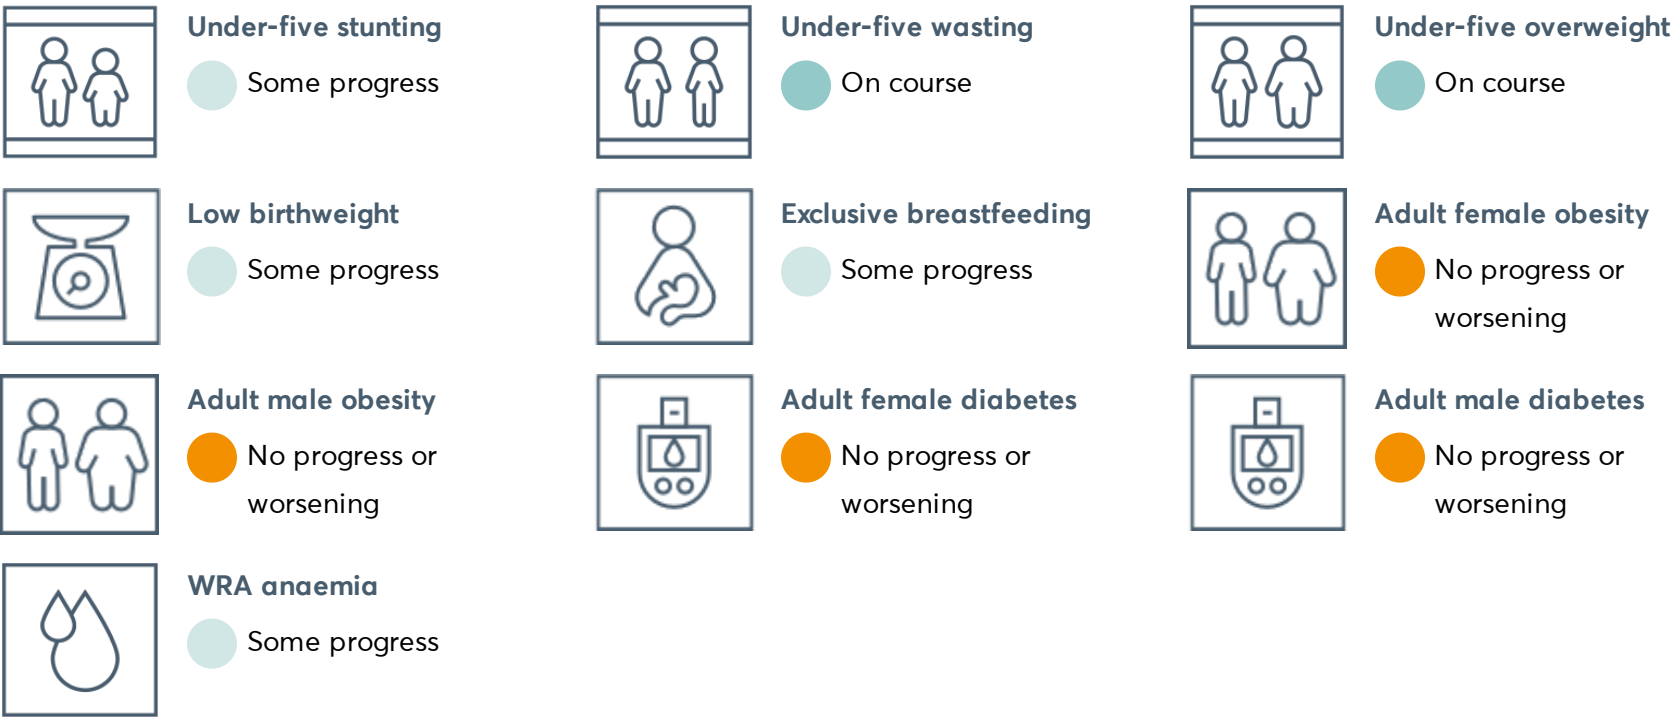 Under-five stunting
Some progress
Under-five wasting
On course
Under-five overweight
On course
Low birthweight
Some progress
Exclusive breastfeeding
Some progress
Adult female obesity
No progress or
worsening
Adult male obesity
No progress or
worsening
Adult female diabetes
No progress or
worsening
Adult male diabetes
No progress or
worsening
WRA anaemia
Some progress